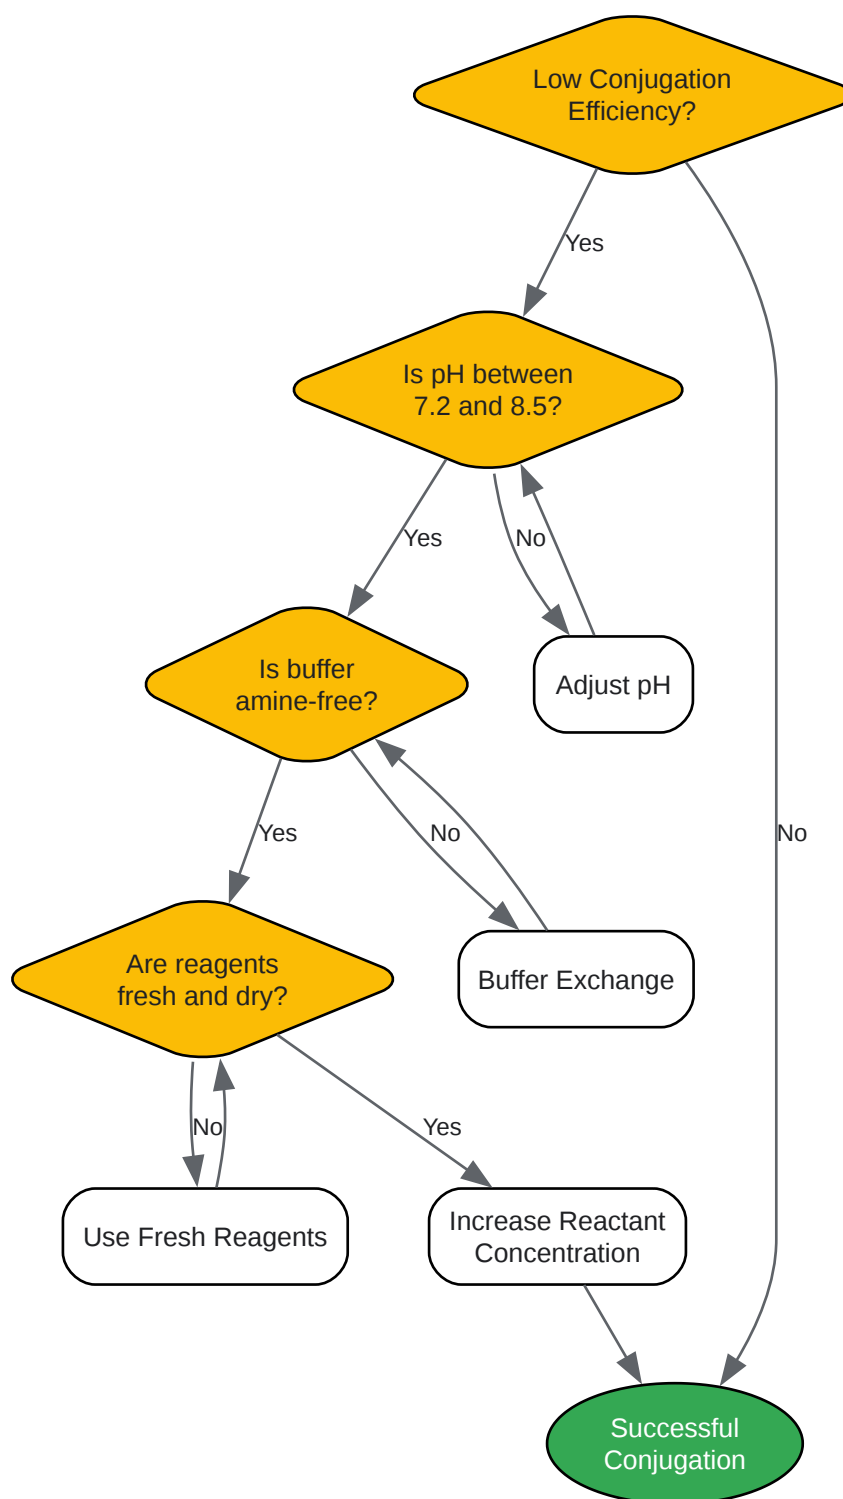 Low Conjugation
Efficiency?
Yes
Is pH between
7.2 and 8.5?
Yes
No
Is buffer
amine-free?
Adjust pH
Yes
No
No
Are reagents
fresh and dry?
Buffer Exchange
No
Yes
Use Fresh Reagents
Increase Reactant
Concentration
Successful
Conjugation